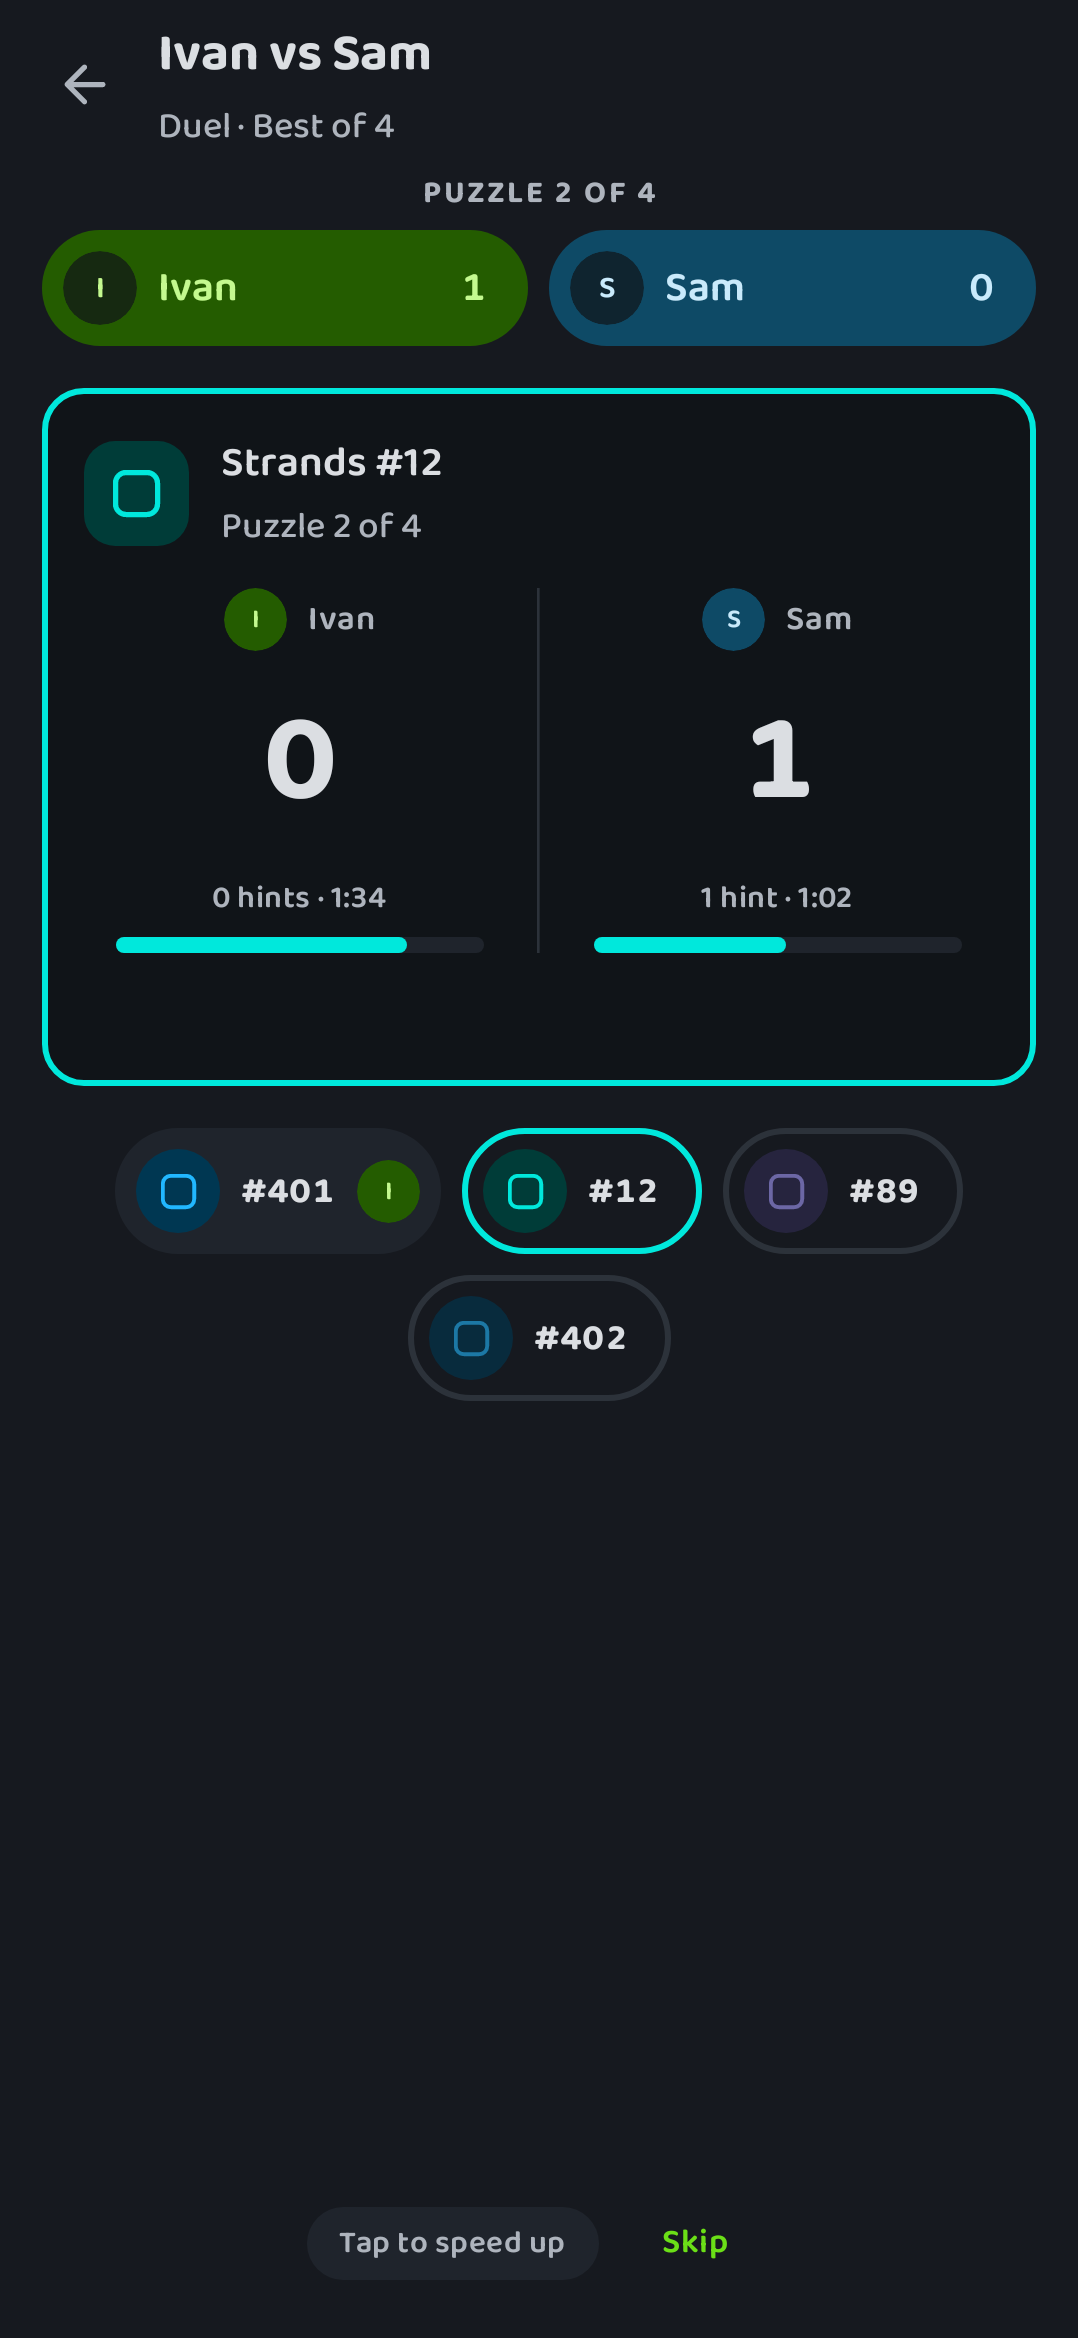 Ivan vs Sam
Duel · Best of 4
PUZZLE 2 OF 4
I Ivan 1
S Sam 0
Strands #12
Puzzle 2 of 4
I Ivan
S Sam
0
1
0 hints · 1:34
1 hint · 1:02
#401 I
#12
#89
#402
Tap to speed up
Skip